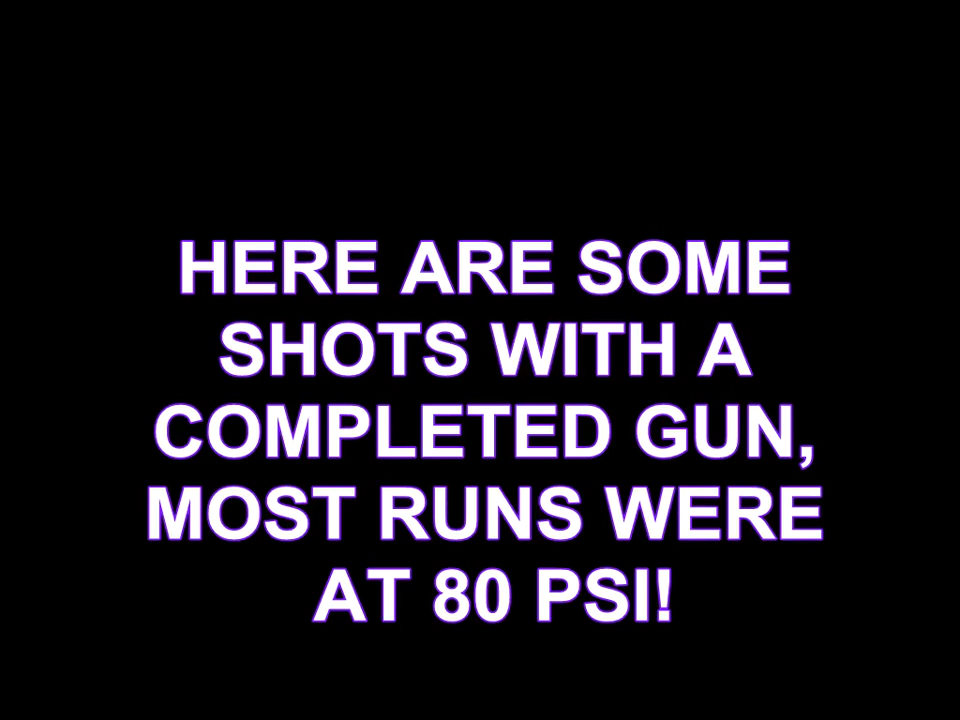 HERE ARE SOME
SHOTS WITH A
COMPLETED GUN,
MOST RUNS WERE
AT 80 PSI!